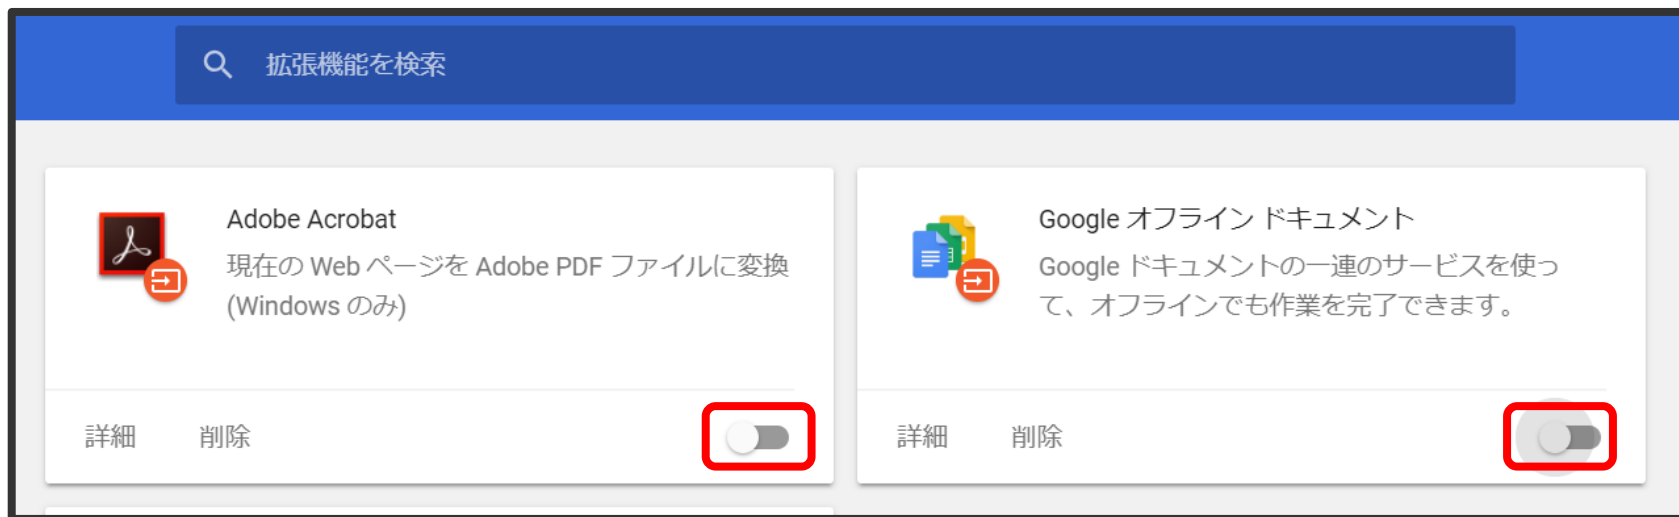 拡張機能を検索
Adobe Acrobat
現在の Web ページを Adobe PDF ファイルに変換
(Windows のみ)
詳細
削除
Google オフライン ドキュメント
Google ドキュメントの一連のサービスを使っ
て、オフラインでも作業を完了できます。
詳細
削除